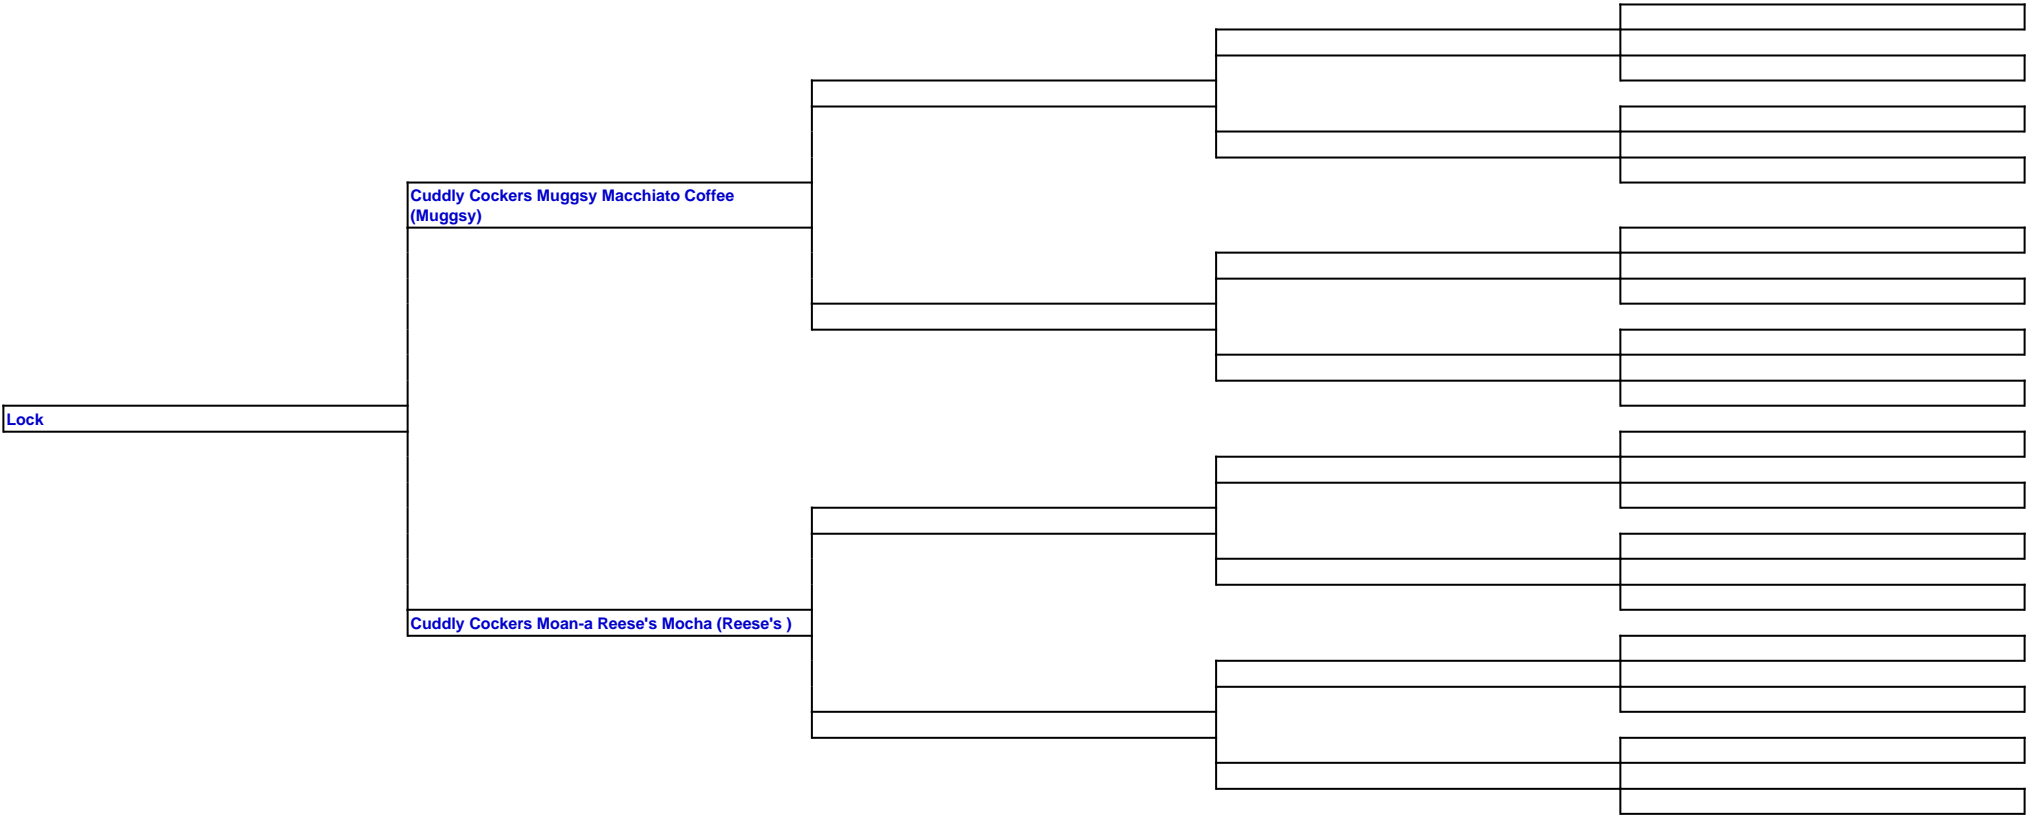 Cuddly Cockers Muggsy Macchiato Coffee
(Muggsy)
Lock
Cuddly Cockers Moan-a Reese's Mocha (Reese's )